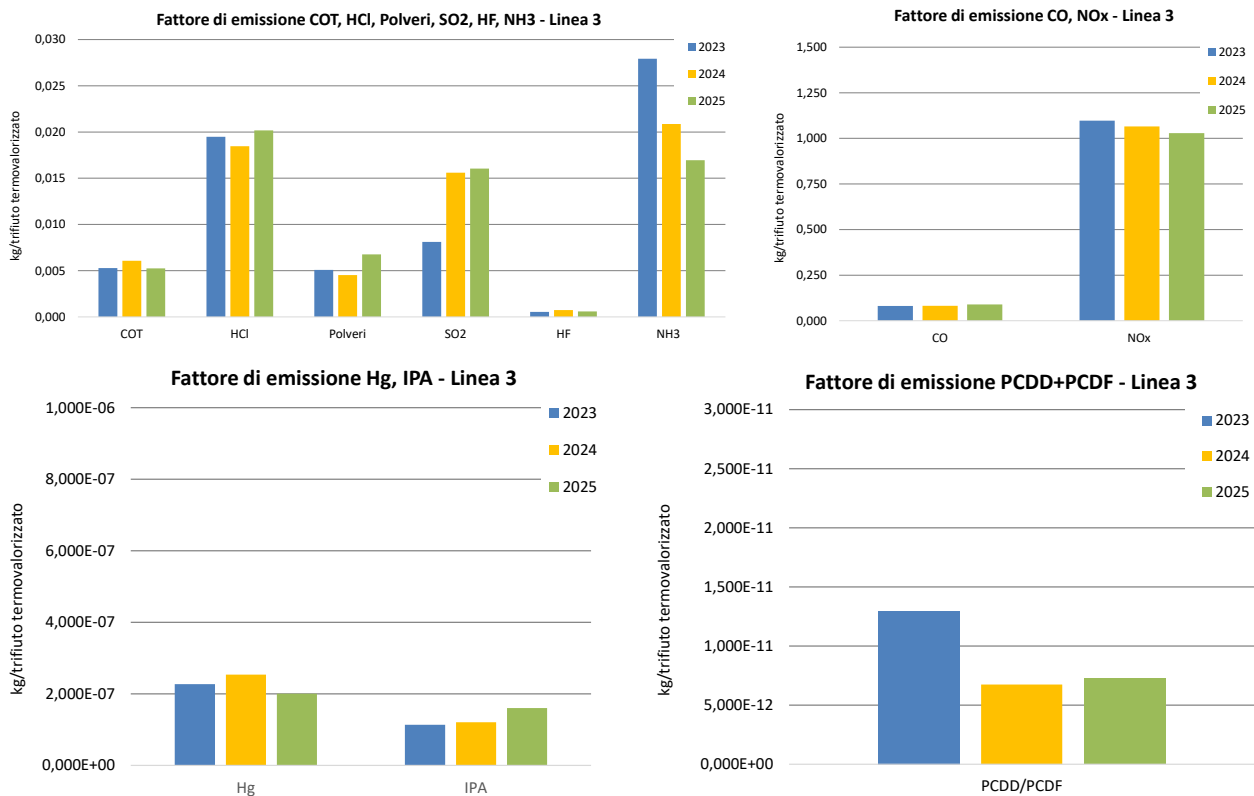 Fattore di emissione COT, HCl, Polveri, SO2, HF, NH3 - Linea 3
kg/trifiuto termovalorizzato
0,030
0,025
0,020
0,015
0,010
0,005
0,000
COT
HCl
Polveri
SO2
HF
NH3
2023
2024
2025
Fattore di emissione CO, NOx - Linea 3
kg/trifiuto termovalorizzato
1,500
1,250
1,000
0,750
0,500
0,250
0,000
CO
NOx
2023
2024
2025
Fattore di emissione Hg, IPA - Linea 3
kg/trifiuto termovalorizzato
1,000E-06
8,000E-07
6,000E-07
4,000E-07
2,000E-07
0,000E+00
Hg
IPA
2023
2024
2025
Fattore di emissione PCDD+PCDF - Linea 3
kg/trifiuto termovalorizzato
3,000E-11
2,500E-11
2,000E-11
1,500E-11
1,000E-11
5,000E-12
0,000E+00
PCDD/PCDF
2023
2024
2025